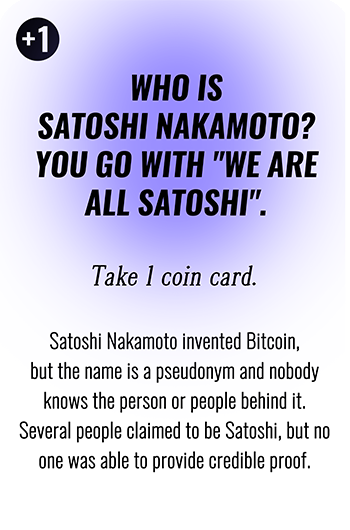 +1
WHO IS
SATOSHI NAKAMOTO?
YOU GO WITH "WE ARE
ALL SATOSHI".
Take 1 coin card.
Satoshi Nakamoto invented Bitcoin,
but the name is a pseudonym and nobody
knows the person or people behind it.
Several people claimed to be Satoshi, but no
one was able to provide credible proof.